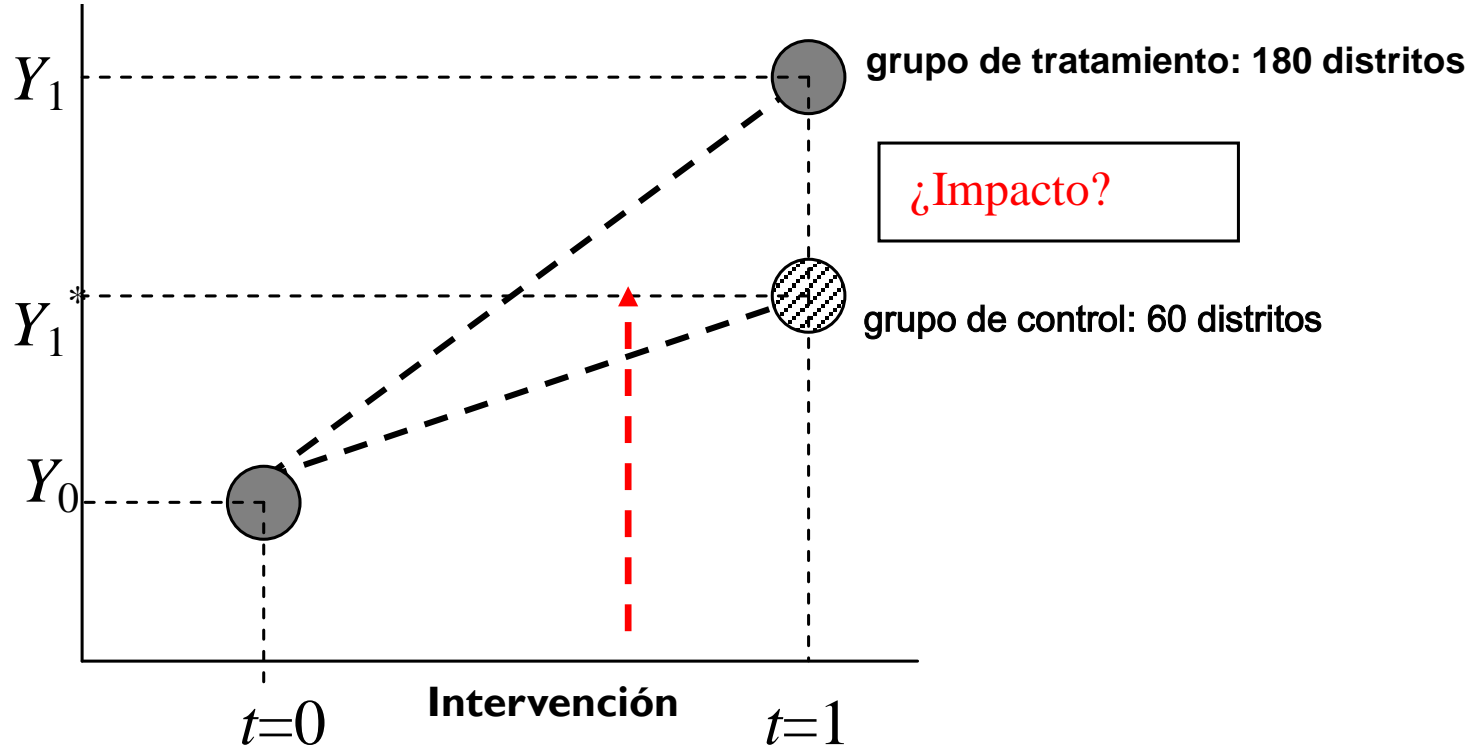 Y1
grupo de tratamiento: 180 distritos
¿Impacto?
Y1*
grupo de control: 60 distritos
Y0
Intervención
t=0
t=1